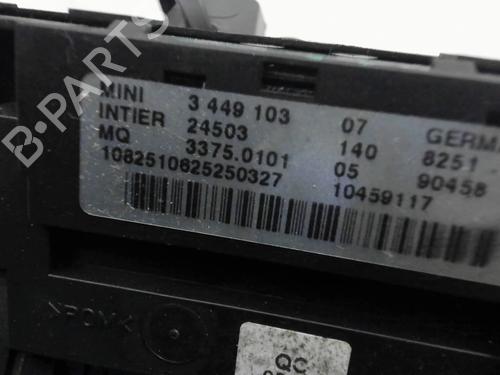 MINI 3 449 103 07 GERM
INTIER 24503 140 8251
MQ 3375.0101 05 90458
1082510625250327 10459117
>PCM<
QC
B-PARTS